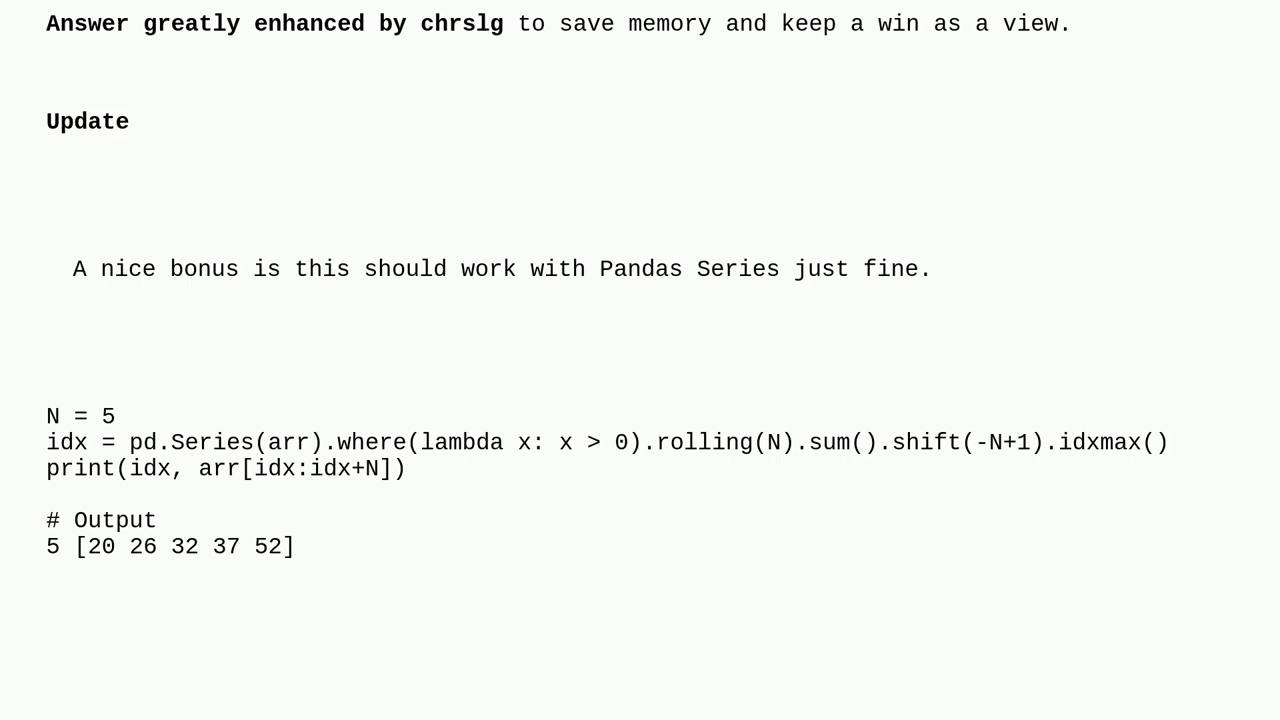 Answer greatly enhanced by chrslg to save memory and keep a win as a view.
Update
A nice bonus is this should work with Pandas Series just fine.
N = 5
idx = pd.Series(arr).where(lambda x: x > 0).rolling(N).sum().shift(-N+1).idxmax()
print(idx, arr[idx:idx+N])
# Output
5 [20 26 32 37 52]